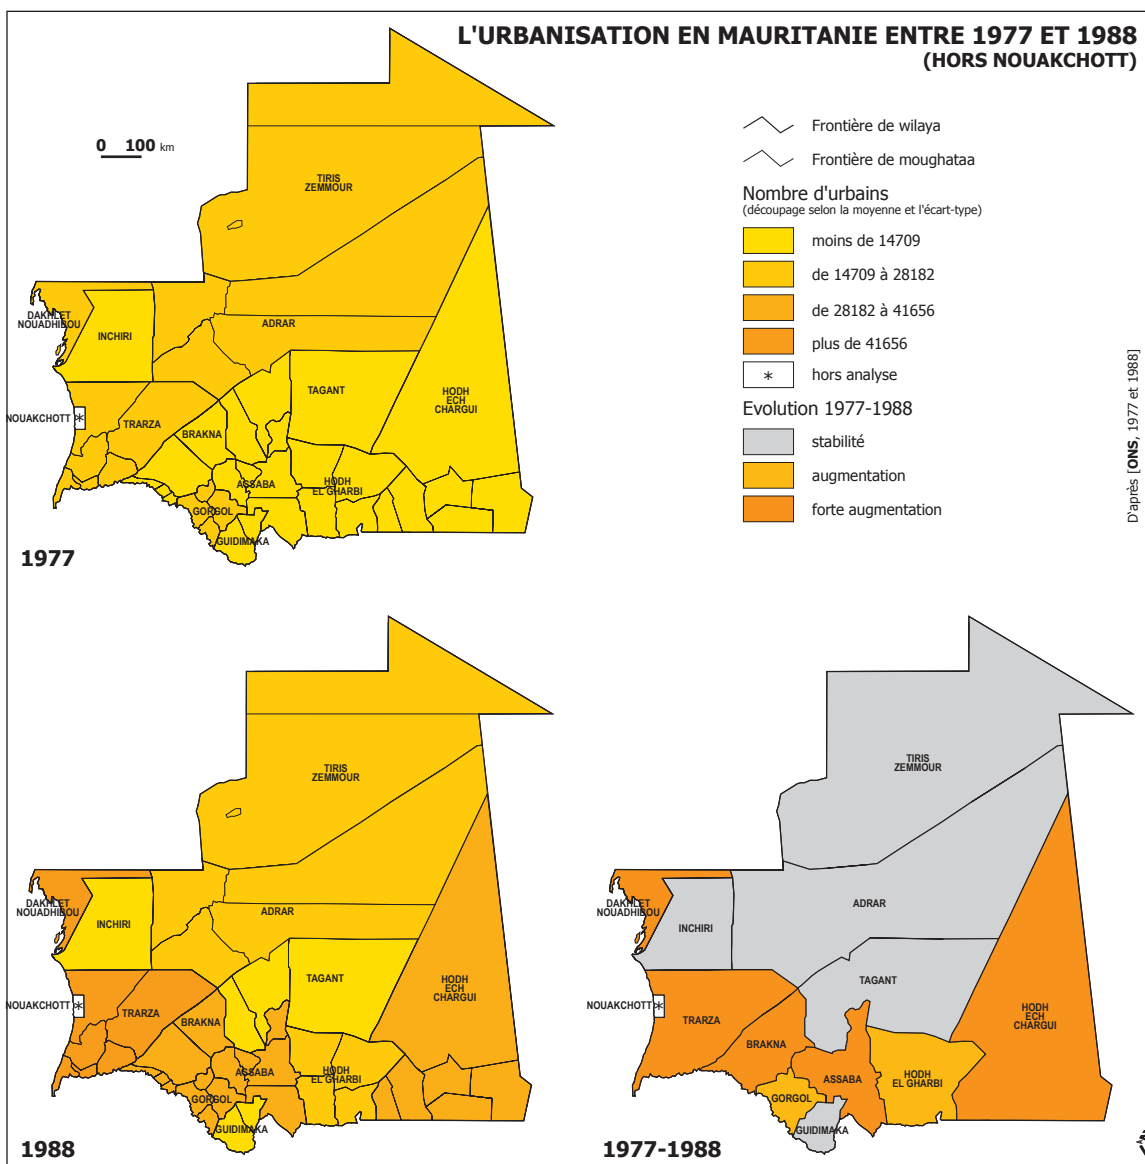 L'URBANISATION EN MAURITANIE ENTRE 1977 ET 1988
(HORS NOUAKCHOTT)
0 100 km
Frontière de wilaya
Frontière de moughataa
Nombre d'urbains
(découpage selon la moyenne et l'écart-type)
moins de 14709
de 14709 à 28182
de 28182 à 41656
plus de 41656
* hors analyse
Evolution 1977-1988
stabilité
augmentation
forte augmentation
D'après [ONS, 1977 et 1988]
TIRIS
ZEMMOUR
DAKHLET
NOUADHIBOU
INCHIRI
ADRAR
TAGANT
HODH
ECH
CHARGUI
NOUAKCHOTT *
TRARZA
BRAKNA
ASSABA
HODH
EL GHARBI
GORGOL
GUIDIMAKA
1977
TIRIS
ZEMMOUR
DAKHLET
NOUADHIBOU
INCHIRI
ADRAR
TAGANT
HODH
ECH
CHARGUI
NOUAKCHOTT *
TRARZA
BRAKNA
ASSABA
HODH
EL GHARBI
GORGOL
GUIDIMAKA
1988
TIRIS
ZEMMOUR
DAKHLET
NOUADHIBOU
INCHIRI
ADRAR
TAGANT
NOUAKCHOTT *
TRARZA
HODH
ECH
CHARGUI
BRAKNA
ASSABA
HODH
EL GHARBI
GORGOL
GUIDIMAKA
1977-1988